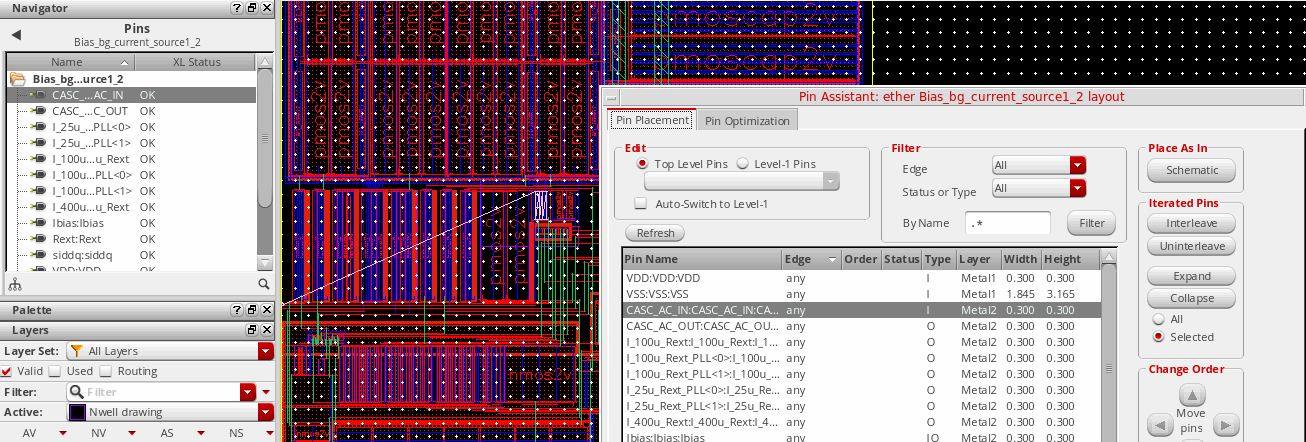 Navigator
Pins
Bias_bg_current_source1_2
Name XL Status
Bias_bg...urce1_2
CASC_...AC_IN OK
CASC_...C_OUT OK
I_25u_...PLL<0> OK
I_25u_...PLL<1> OK
I_100u...u_Rext OK
I_100u...PLL<0> OK
I_100u...PLL<1> OK
I_400u...u_Rext OK
Ibias:Ibias OK
Rext:Rext OK
siddq:siddq OK
VDD:VDD OK
Palette
Layers
Layer Set: All Layers
Valid Used Routing
Filter: Filter
Active: Nwell drawing
AV NV AS NS
Pin Assistant: ether Bias_bg_current_source1_2 layout
Pin Placement Pin Optimization
Edit
Top Level Pins Level-1 Pins
Auto-Switch to Level-1
Refresh
Filter
Edge All
Status or Type All
By Name .* Filter
Place As In
Schematic
Iterated Pins
Interleave
Uninterleave
Expand
Collapse
All
Selected
Change Order
Move
pins
Pin Name Edge Order Status Type Layer Width Height
VDD:VDD:VDD any I Metal1 0.300 0.300
VSS:VSS:VSS any I Metal1 1.845 3.165
CASC_AC_IN:CASC_AC_IN:CA... any I Metal2 0.300 0.300
CASC_AC_OUT:CASC_AC_OU... any O Metal2 0.300 0.300
I_100u_Rext:I_100u_Rext:I_1... any O Metal2 0.300 0.300
I_100u_Rext_PLL<0>:I_100u_... any O Metal2 0.300 0.300
I_100u_Rext_PLL<1>:I_100u_... any O Metal2 0.300 0.300
I_25u_Rext_PLL<0>:I_25u_Re... any O Metal2 0.300 0.300
I_25u_Rext_PLL<1>:I_25u_Re... any O Metal2 0.300 0.300
I_400u_Rext:I_400u_Rext:I_4... any O Metal2 0.300 0.300
Ibias:Ibias:Ibias any IO Metal2 0.300 0.300